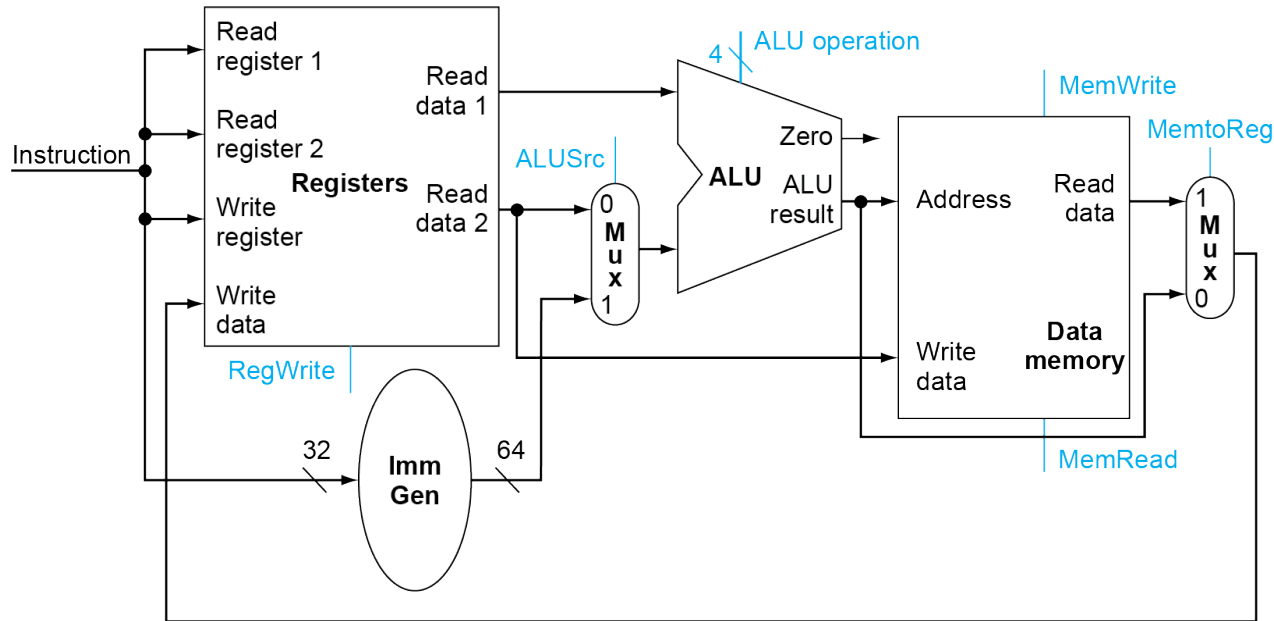 Instruction
Read
register 1
Read
register 2
Registers
Write
register
Write
data
Read
data 1
Read
data 2
RegWrite
32
Imm
Gen
64
ALUSrc
0
M
u
x
1
4
ALU operation
Zero
ALU
ALU
result
MemWrite
Address
Read
data
Write
data
Data
memory
MemRead
MemtoReg
1
M
u
x
0